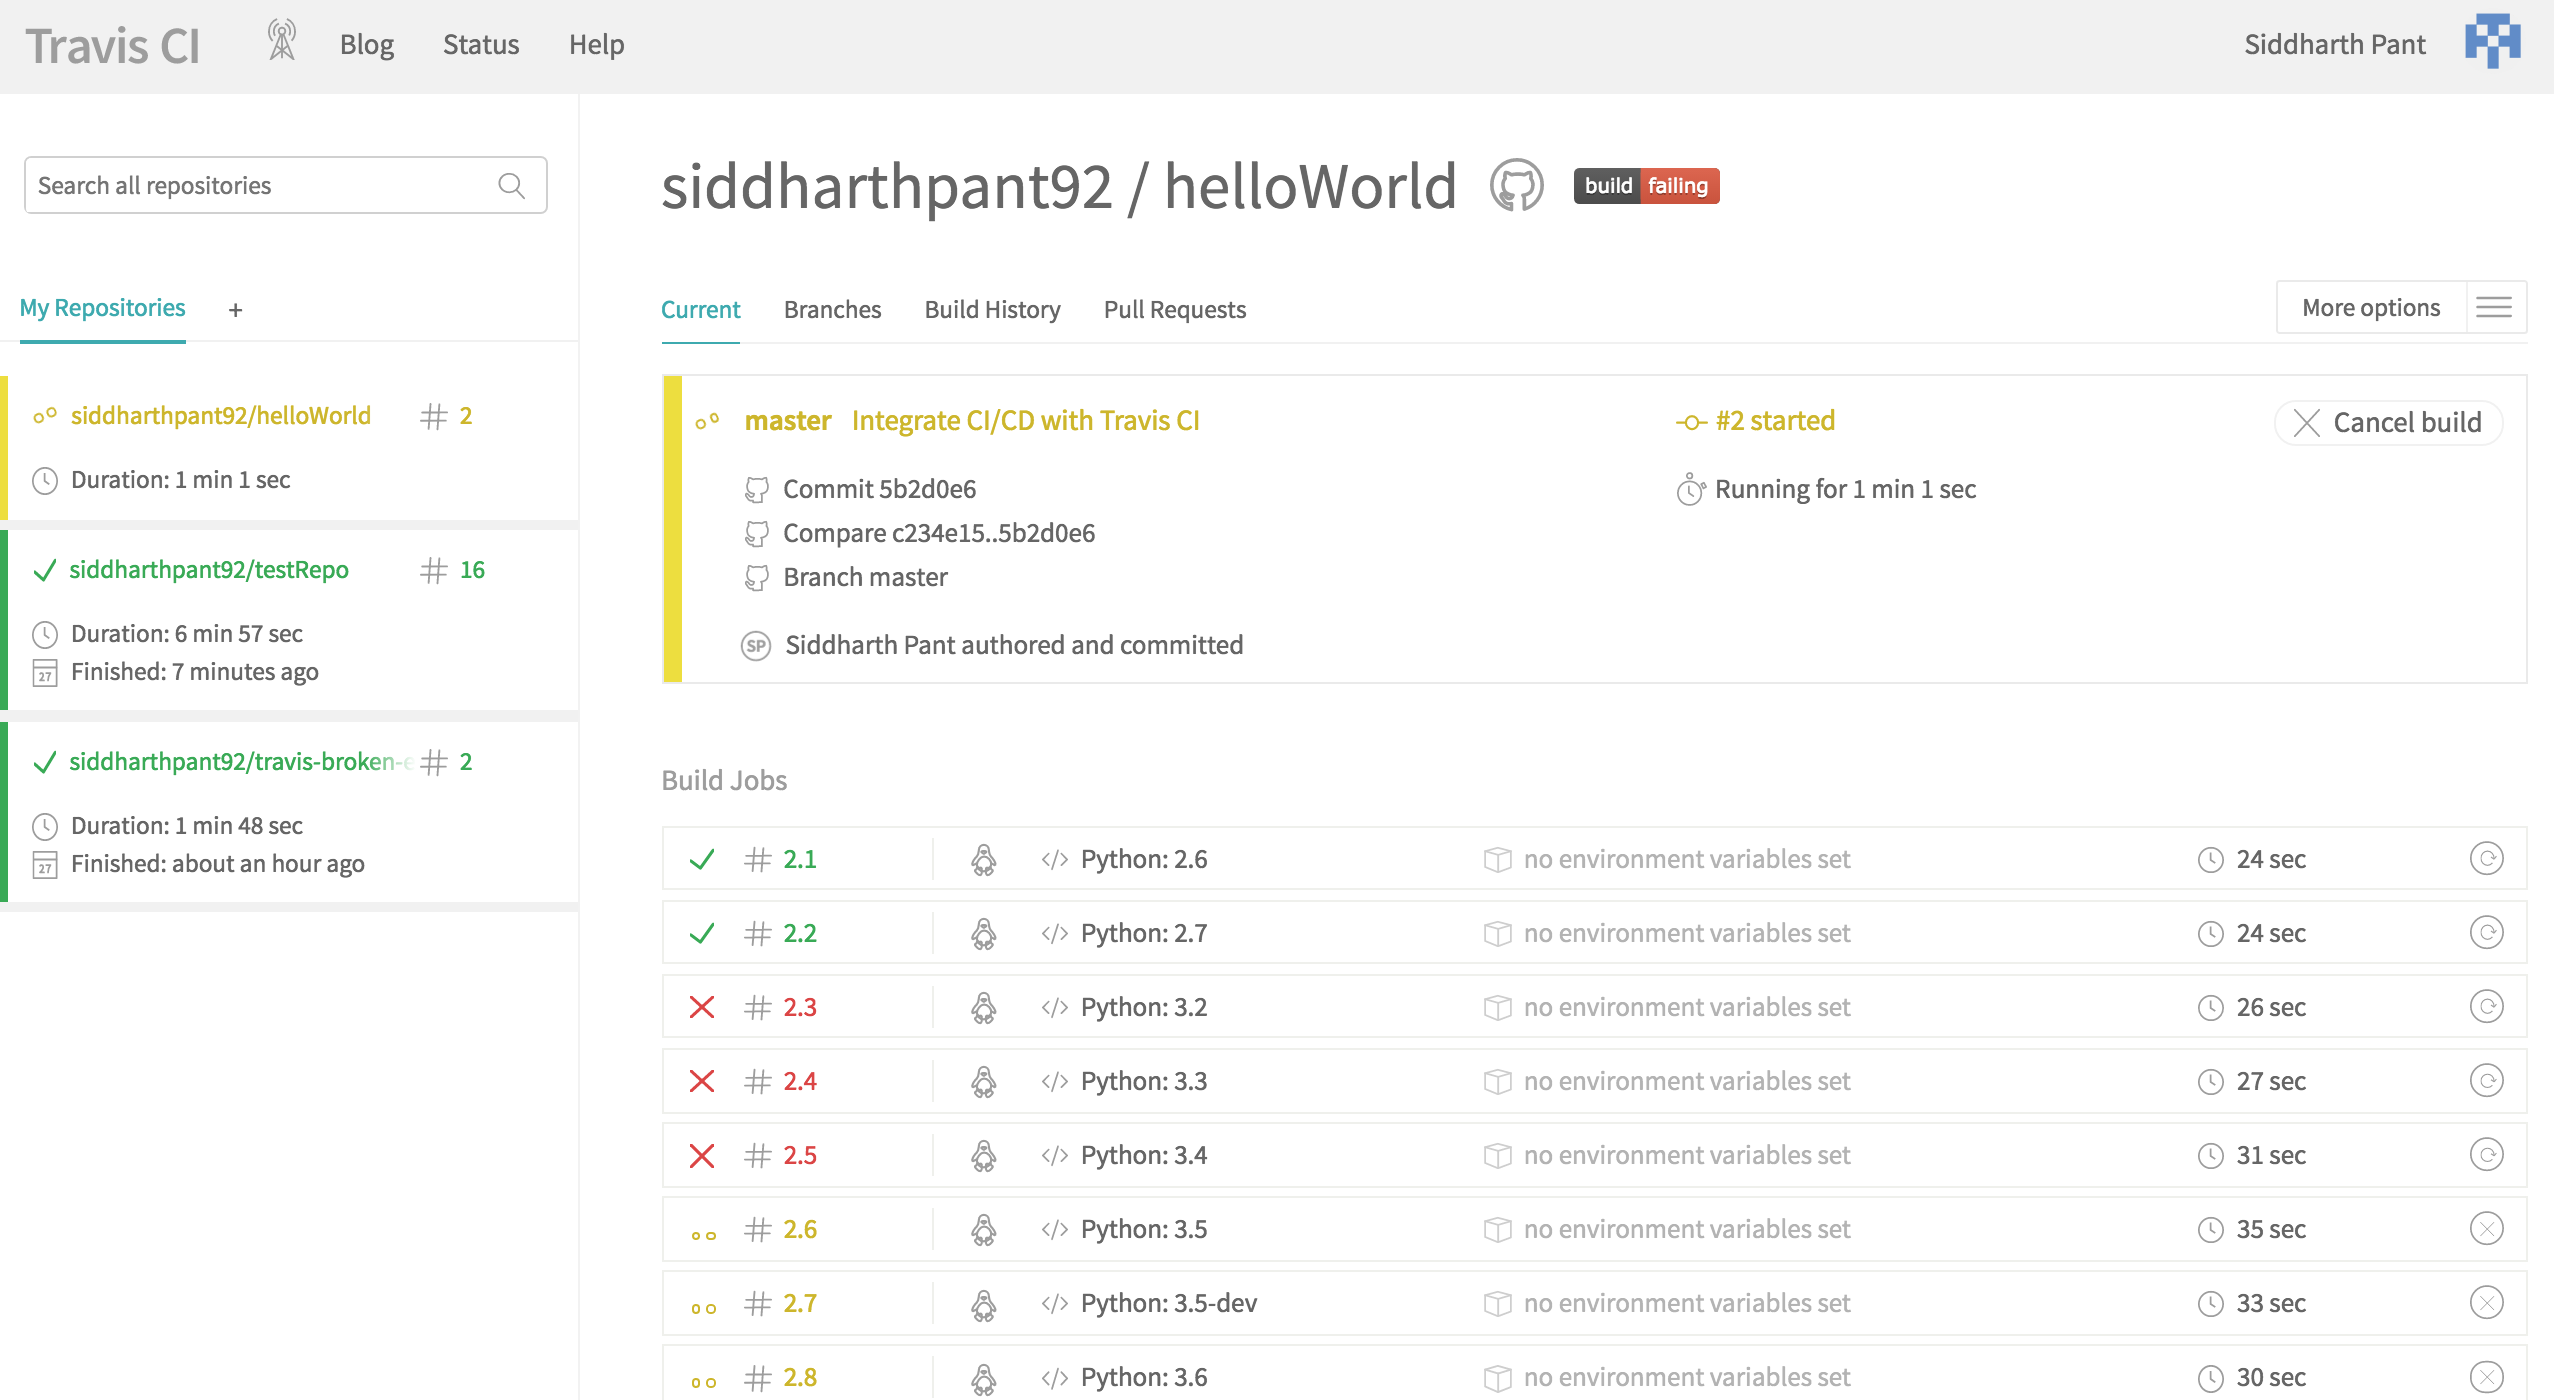 Travis CI
Blog
Status
Help
Siddharth Pant
Search all repositories
My Repositories
+
siddharthpant92/helloWorld
# 2
Duration: 1 min 1 sec
siddharthpant92/testRepo
# 16
Duration: 6 min 57 sec
27
Finished: 7 minutes ago
siddharthpant92/travis-broken-e
# 2
Duration: 1 min 48 sec
27
Finished: about an hour ago
siddharthpant92 / helloWorld
build failing
Current
Branches
Build History
Pull Requests
More options
master Integrate CI/CD with Travis CI
#2 started
Cancel build
Commit 5b2d0e6
Running for 1 min 1 sec
Compare c234e15..5b2d0e6
Branch master
SP Siddharth Pant authored and committed
Build Jobs
# 2.1 </> Python: 2.6 no environment variables set 24 sec
# 2.2 </> Python: 2.7 no environment variables set 24 sec
# 2.3 </> Python: 3.2 no environment variables set 26 sec
# 2.4 </> Python: 3.3 no environment variables set 27 sec
# 2.5 </> Python: 3.4 no environment variables set 31 sec
# 2.6 </> Python: 3.5 no environment variables set 35 sec
# 2.7 </> Python: 3.5-dev no environment variables set 33 sec
# 2.8 </> Python: 3.6 no environment variables set 30 sec